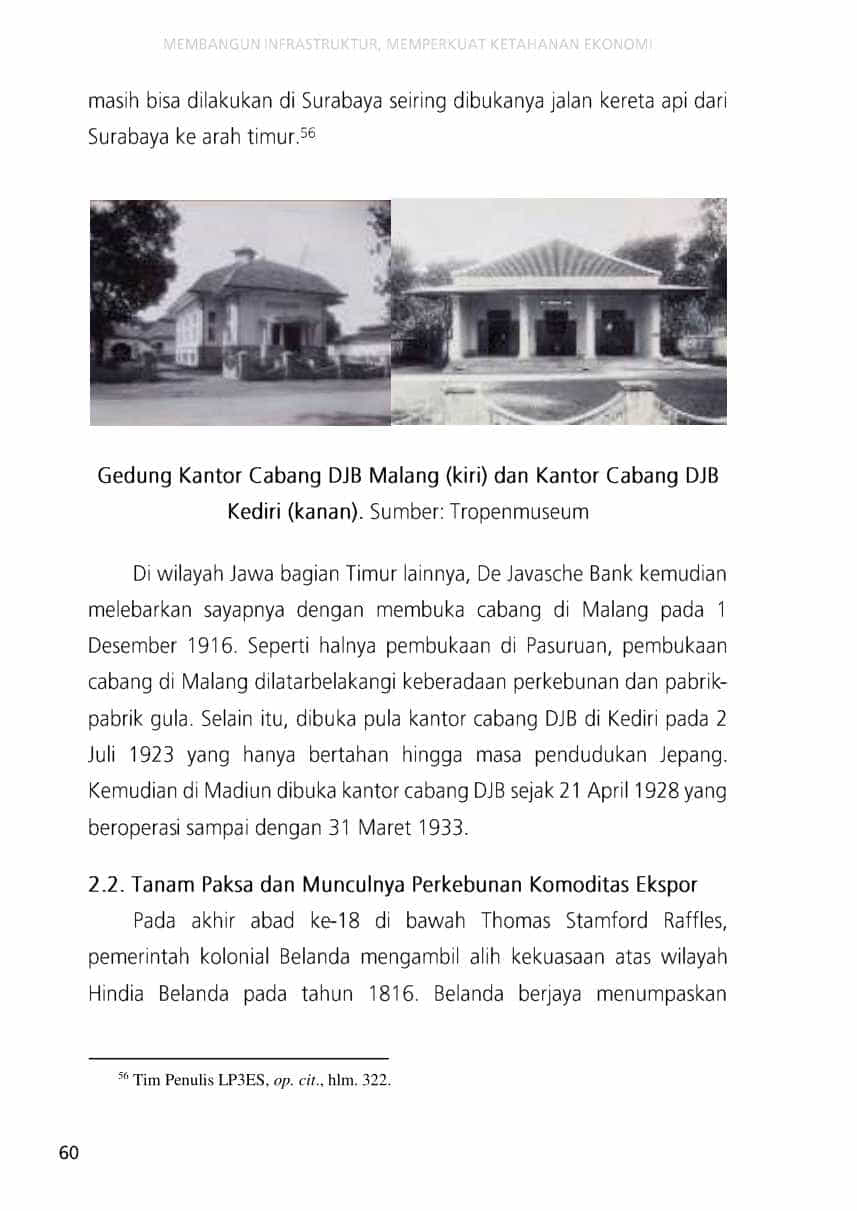 MEMBANGUN INFRASTRUKTUR, MEMPERKUAT KETAHANAN EKONOMI
masih bisa dilakukan di Surabaya seiring dibukanya jalan kereta api dari
Surabaya ke arah timur.56
Gedung Kantor Cabang DJB Malang (kiri) dan Kantor Cabang DJB
Kediri (kanan). Sumber: Tropenmuseum
Di wilayah Jawa bagian Timur lainnya, De Javasche Bank kemudian
melebarkan sayapnya dengan membuka cabang di Malang pada 1
Desember 1916. Seperti halnya pembukaan di Pasuruan, pembukaan
cabang di Malang dilatarbelakangi keberadaan perkebunan dan pabrik-
pabrik gula. Selain itu, dibuka pula kantor cabang DJB di Kediri pada 2
Juli 1923 yang hanya bertahan hingga masa pendudukan Jepang.
Kemudian di Madiun dibuka kantor cabang DJB sejak 21 April 1928 yang
beroperasi sampai dengan 31 Maret 1933.
2.2. Tanam Paksa dan Munculnya Perkebunan Komoditas Ekspor
Pada akhir abad ke-18 di bawah Thomas Stamford Raffles,
pemerintah kolonial Belanda mengambil alih kekuasaan atas wilayah
Hindia Belanda pada tahun 1816. Belanda berjaya menumpaskan
56 Tim Penulis LP3ES, op. cit., hlm. 322.
60